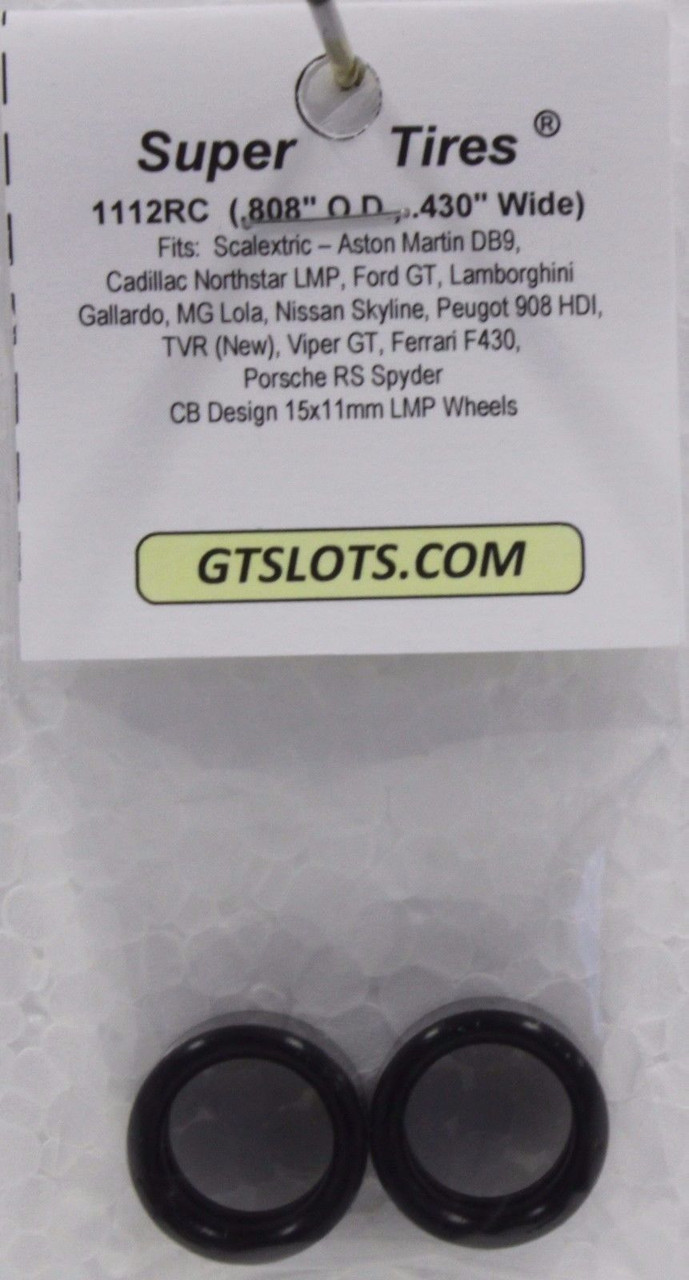 Super Tires ®
1112RC (.808" O.D., .430" Wide)
Fits: Scalextric – Aston Martin DB9,
Cadillac Northstar LMP, Ford GT, Lamborghini
Gallardo, MG Lola, Nissan Skyline, Peugot 908 HDI,
TVR (New), Viper GT, Ferrari F430,
Porsche RS Spyder
CB Design 15x11mm LMP Wheels
GTSLOTS.COM